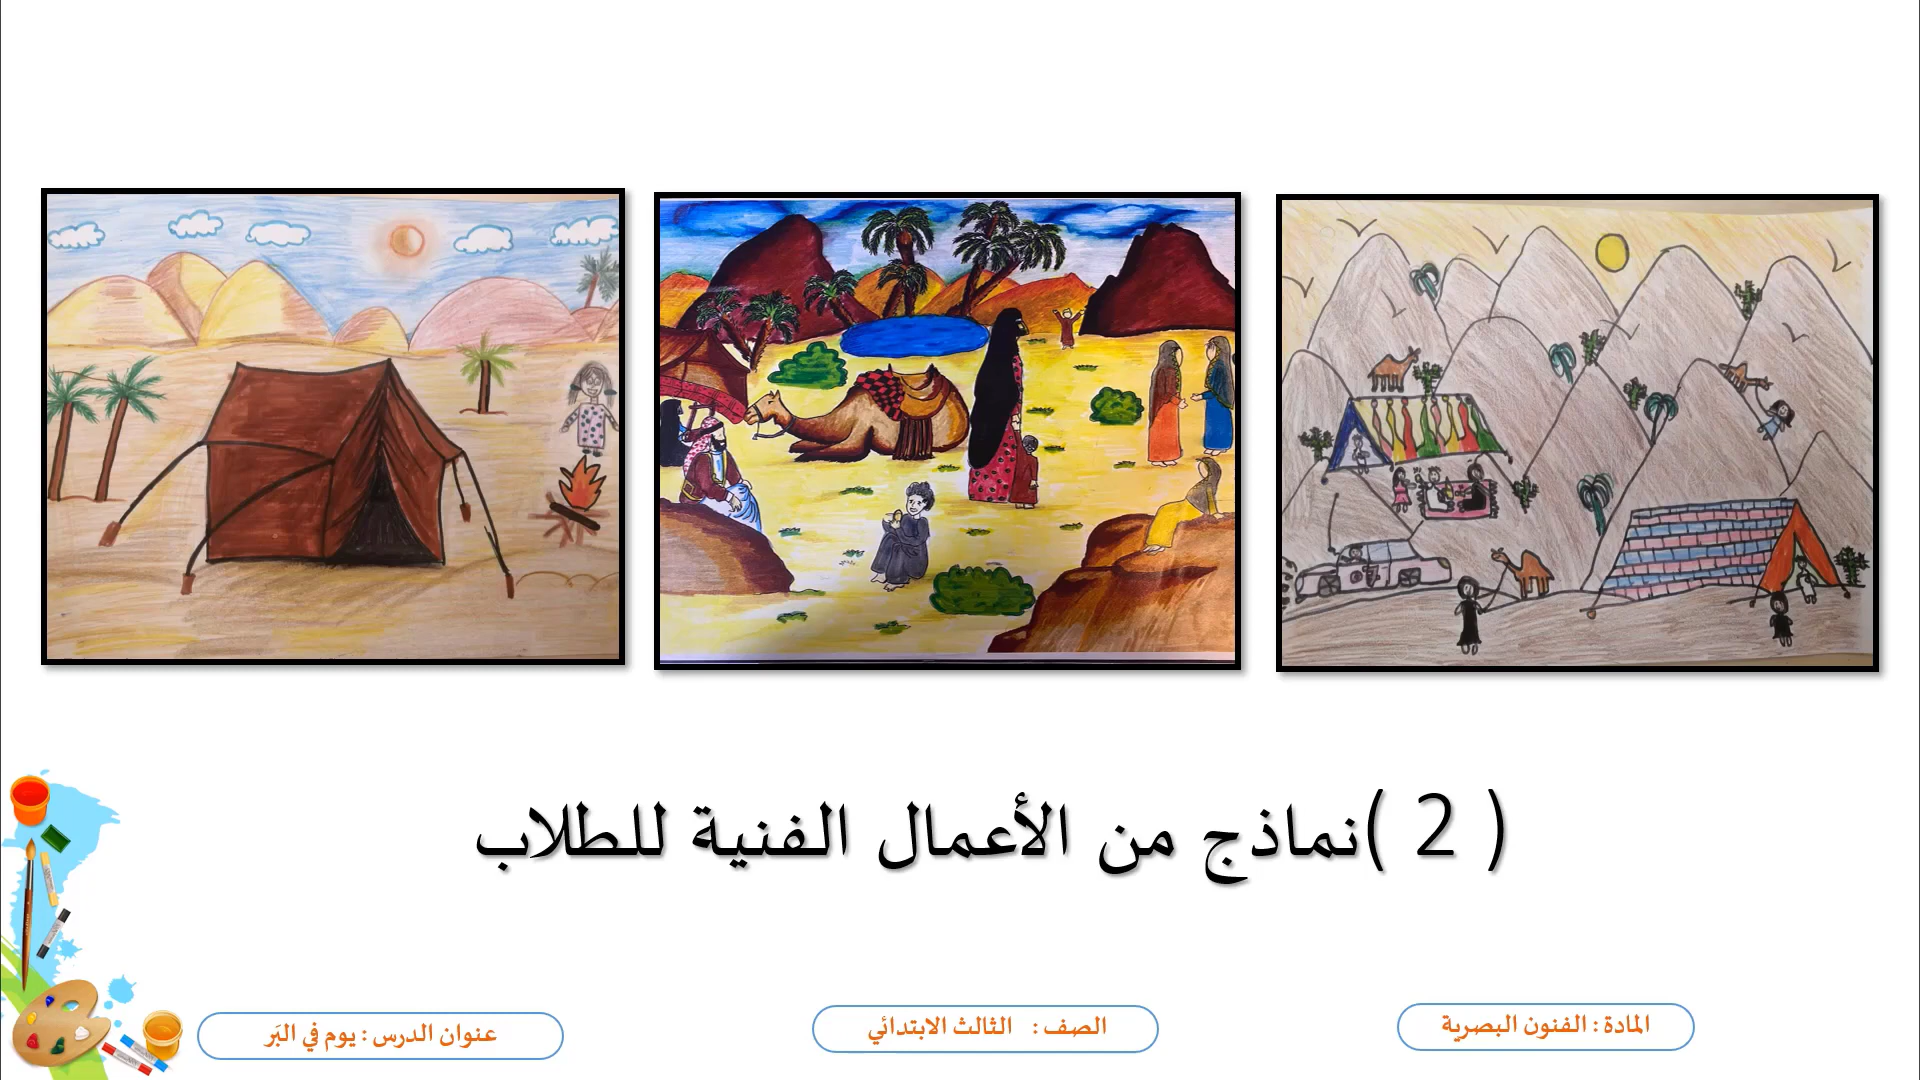 ( 2 )نماذج من الأعمال الفنية للطلاب
المادة : الفنون البصرية
الصف : الثالث الابتدائي
عنوان الدرس : يوم في البَر